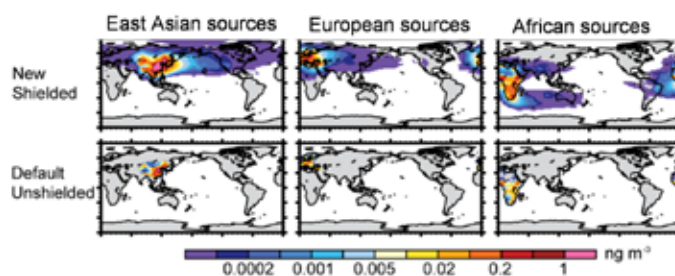 East Asian sources European sources African sources
New
Shielded
Default
Unshielded
0.0002 0.001 0.005 0.02 0.2 1 ng m⁻³